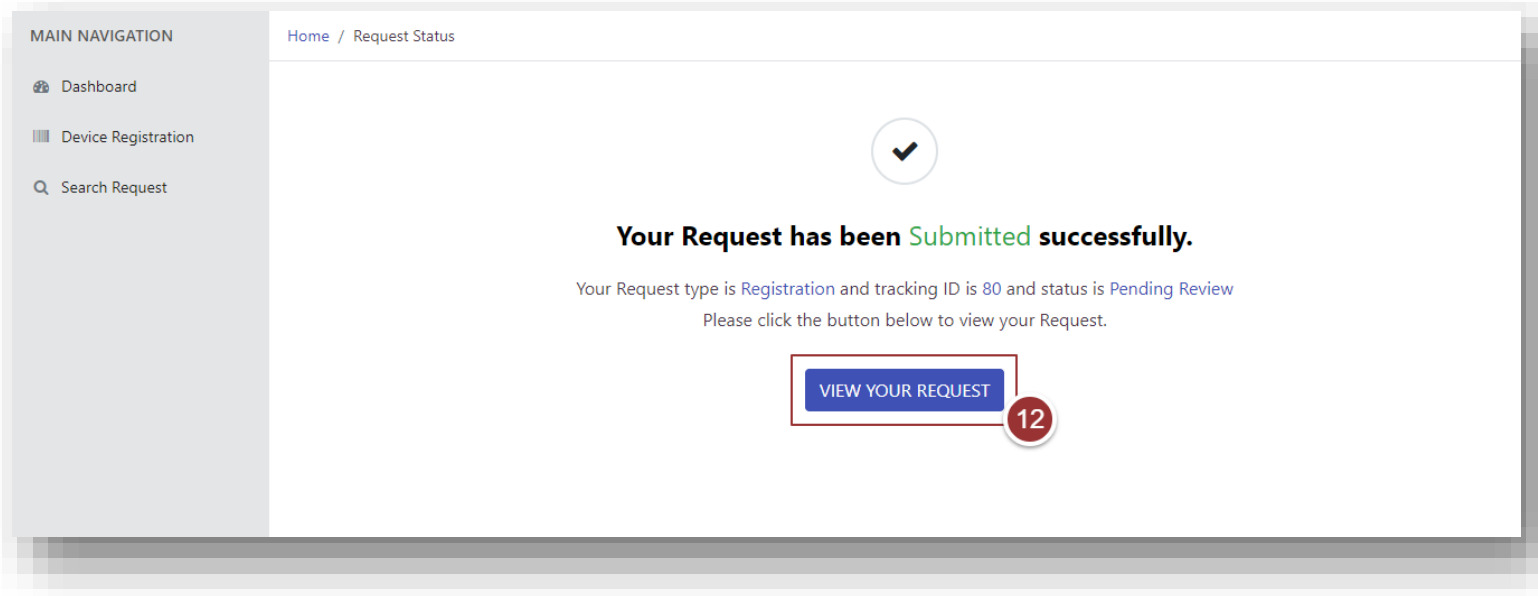 MAIN NAVIGATION
Dashboard
Device Registration
Search Request
Home / Request Status
Your Request has been Submitted successfully.
Your Request type is Registration and tracking ID is 80 and status is Pending Review
Please click the button below to view your Request.
VIEW YOUR REQUEST
12